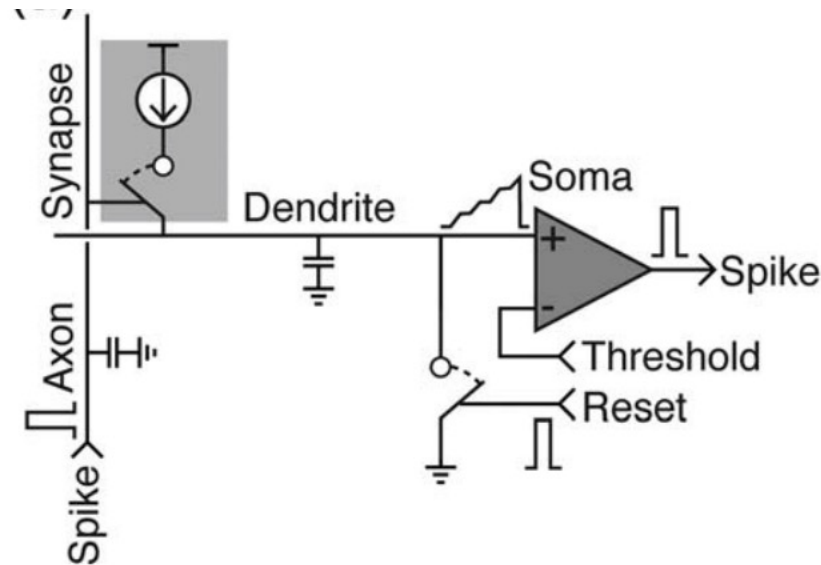 Synapse
Dendrite
Soma
+
-
Spike
Threshold
Reset
Axon
Spike